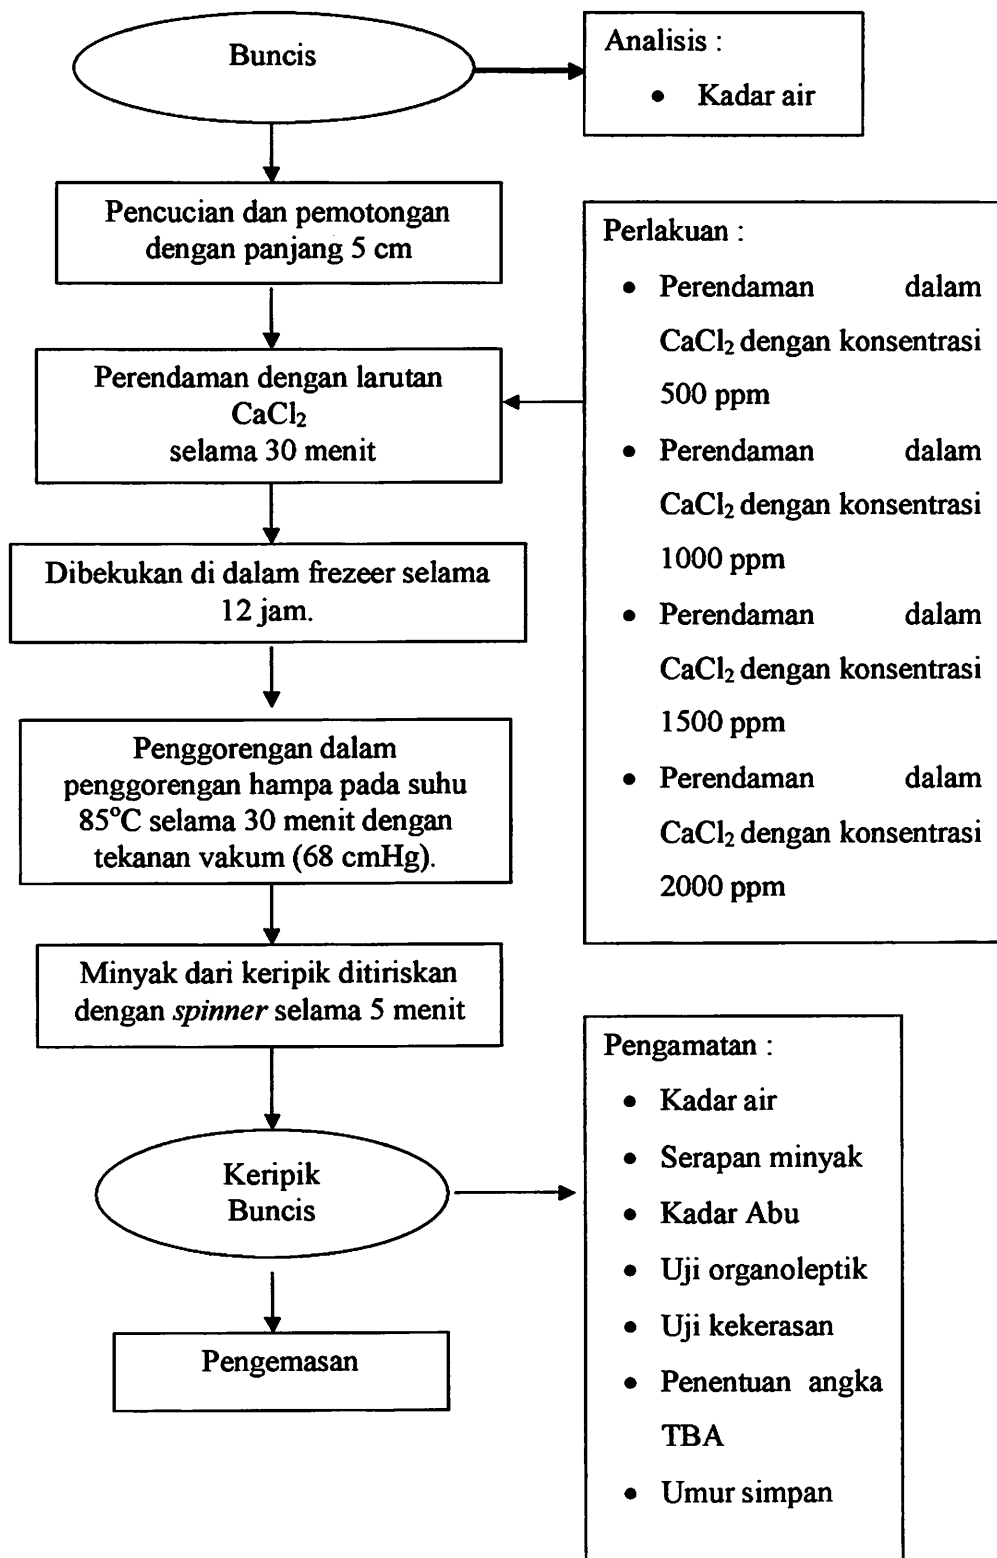 Buncis
Analisis :
• Kadar air
Pencucian dan pemotongan
dengan panjang 5 cm
Perlakuan :
• Perendaman dalam
CaCl₂ dengan konsentrasi
500 ppm
• Perendaman dalam
CaCl₂ dengan konsentrasi
1000 ppm
• Perendaman dalam
CaCl₂ dengan konsentrasi
1500 ppm
• Perendaman dalam
CaCl₂ dengan konsentrasi
2000 ppm
Perendaman dengan larutan
CaCl₂
selama 30 menit
Dibekukan di dalam frezeer selama
12 jam.
Penggorengan dalam
penggorengan hampa pada suhu
85°C selama 30 menit dengan
tekanan vakum (68 cmHg).
Minyak dari keripik ditiriskan
dengan spinner selama 5 menit
Keripik
Buncis
Pengamatan :
• Kadar air
• Serapan minyak
• Kadar Abu
• Uji organoleptik
• Uji kekerasan
• Penentuan angka
TBA
• Umur simpan
Pengemasan